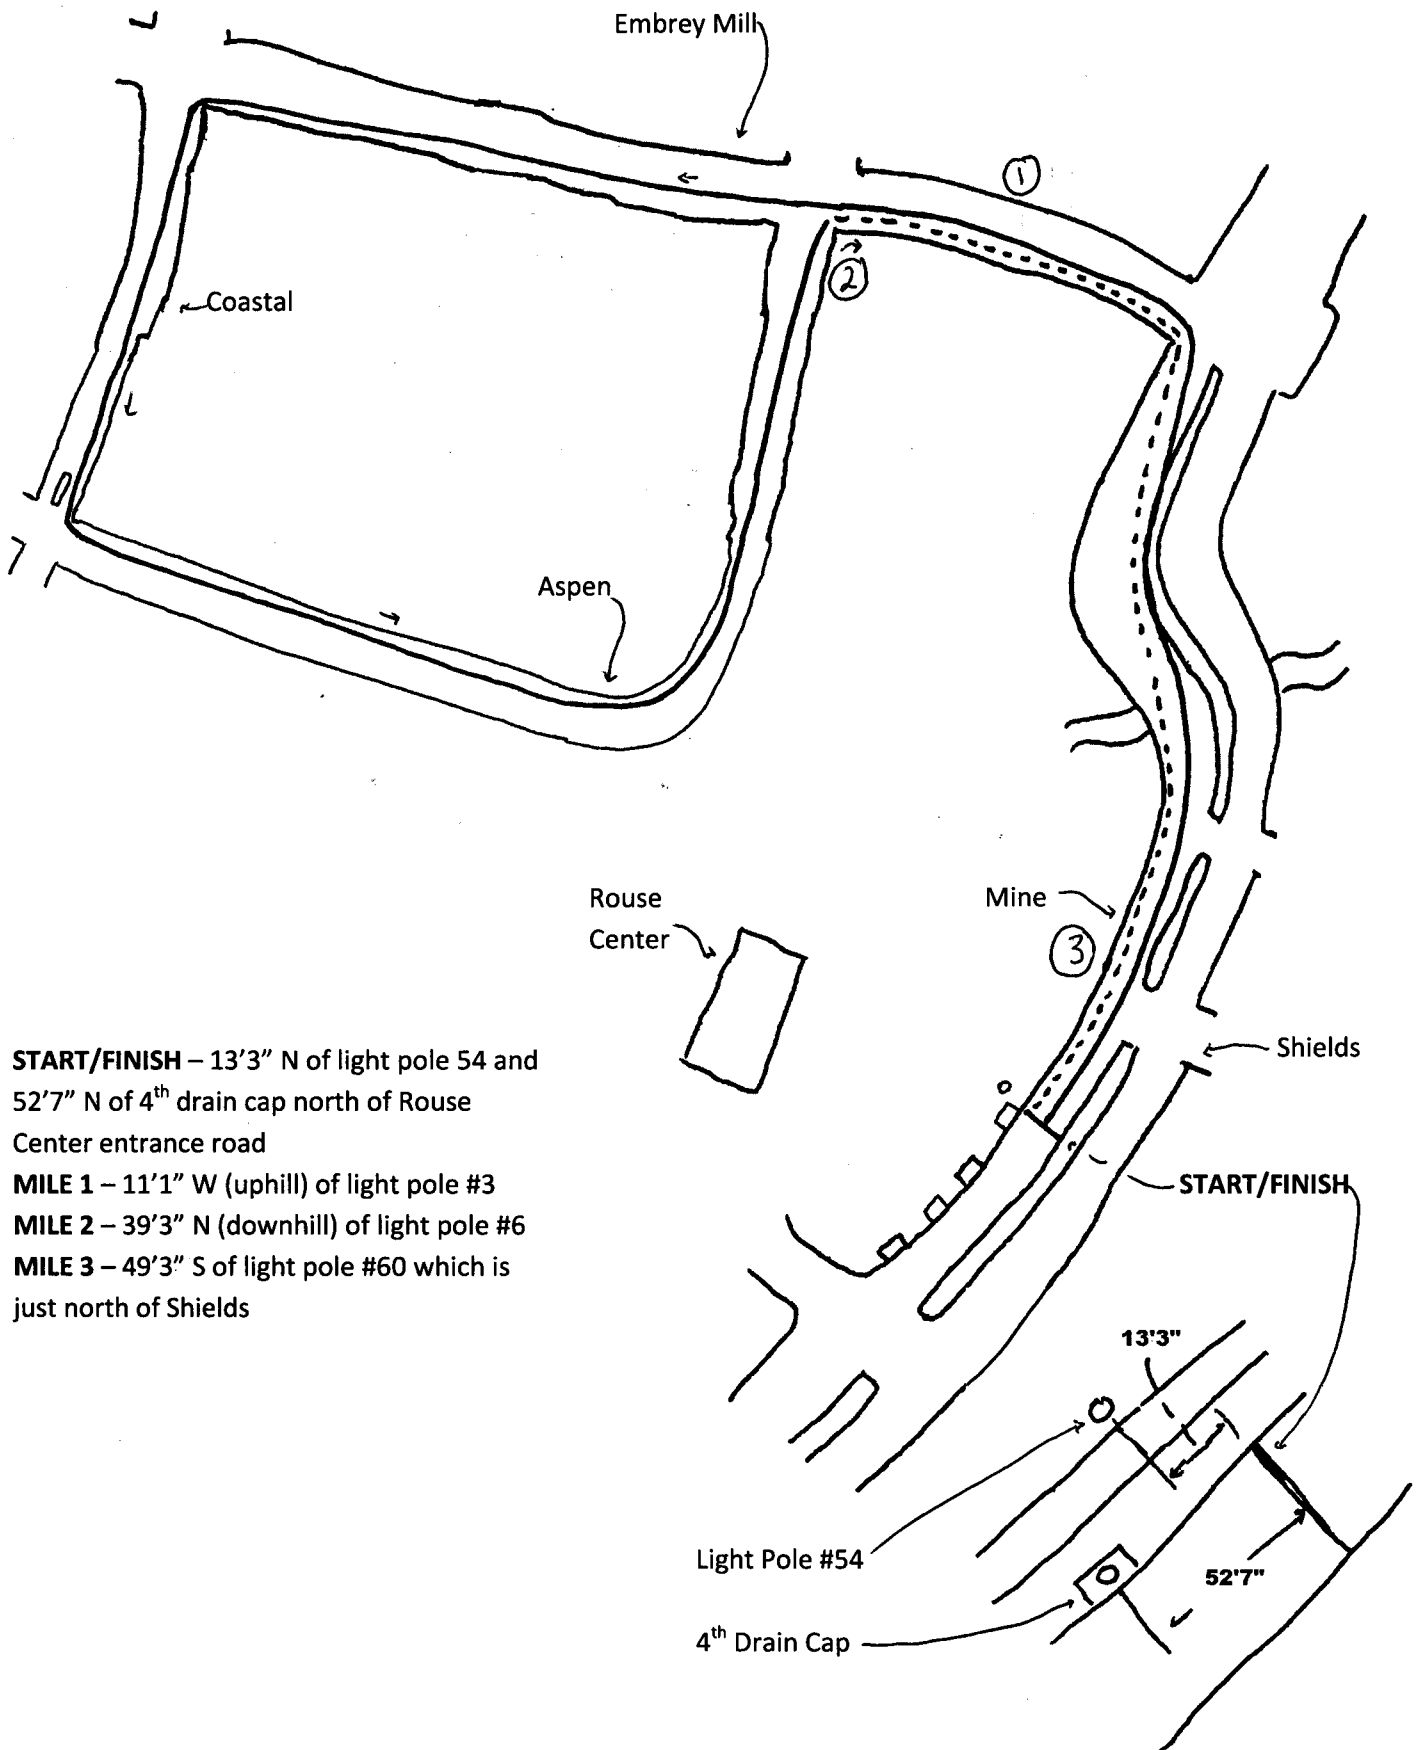 Embrey Mill
1
2
Coastal
Aspen
Rouse
Center
Mine
3
Shields
START/FINISH – 13’3” N of light pole 54 and
52’7” N of 4th drain cap north of Rouse
Center entrance road
MILE 1 – 11’1” W (uphill) of light pole #3
MILE 2 – 39’3” N (downhill) of light pole #6
MILE 3 – 49’3” S of light pole #60 which is
just north of Shields
START/FINISH
13'3"
Light Pole #54
52'7"
4th Drain Cap